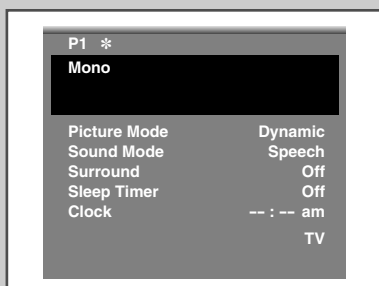 P1 ✻
Mono
Picture Mode Dynamic
Sound Mode Speech
Surround Off
Sleep Timer Off
Clock -- : -- am
TV